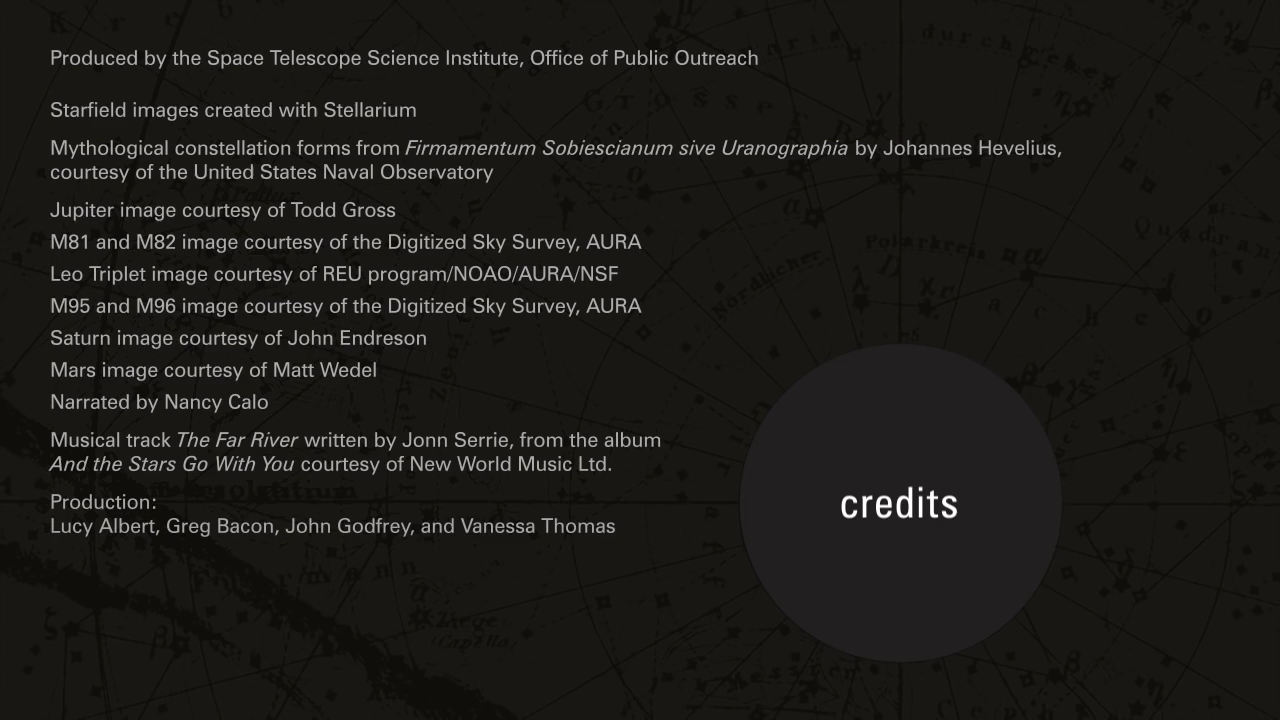 Produced by the Space Telescope Science Institute, Office of Public Outreach
Starfield images created with Stellarium
Mythological constellation forms from Firmamentum Sobiescianum sive Uranographia by Johannes Hevelius,
courtesy of the United States Naval Observatory
Jupiter image courtesy of Todd Gross
M81 and M82 image courtesy of the Digitized Sky Survey, AURA
Leo Triplet image courtesy of REU program/NOAO/AURA/NSF
M95 and M96 image courtesy of the Digitized Sky Survey, AURA
Saturn image courtesy of John Endreson
Mars image courtesy of Matt Wedel
Narrated by Nancy Calo
Musical track The Far River written by Jonn Serrie, from the album
And the Stars Go With You courtesy of New World Music Ltd.
Production:
Lucy Albert, Greg Bacon, John Godfrey, and Vanessa Thomas
credits
Grosse
durch gehen
Polarkreis
Nordlicher